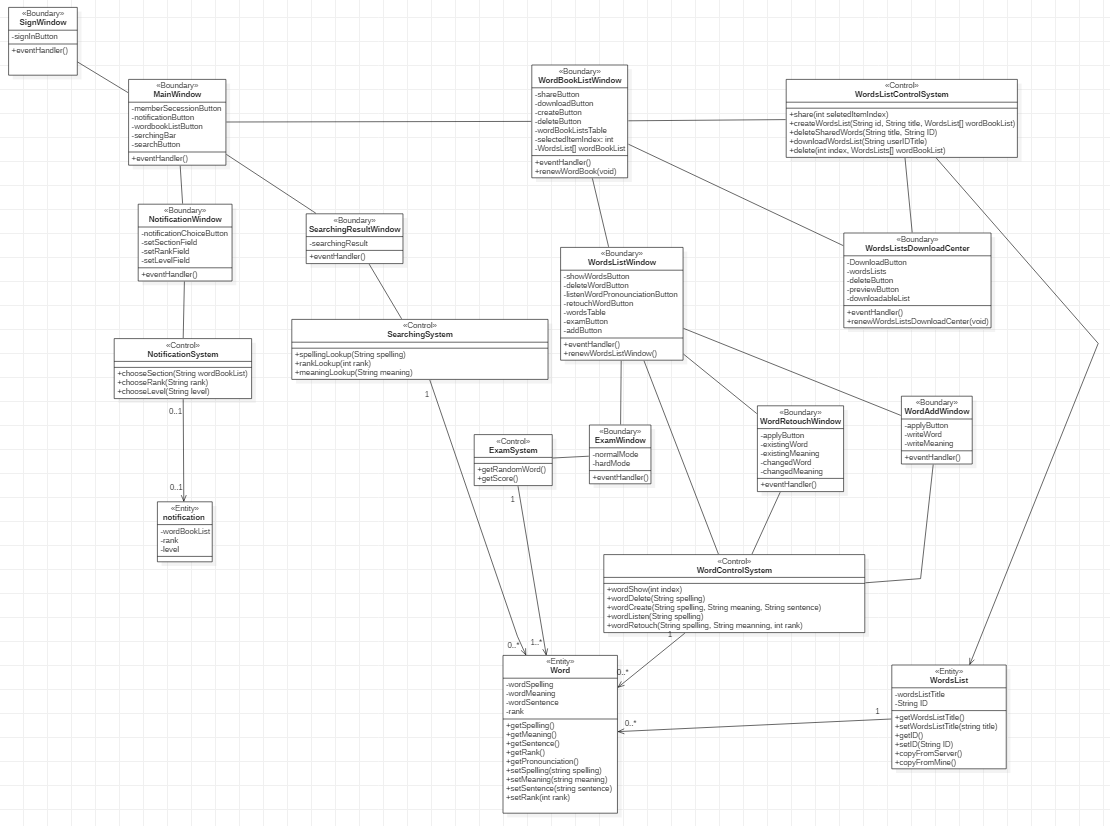 «Boundary»
SignWindow
-signInButton
+eventHandler()
«Boundary»
MainWindow
-memberSecessionButton
-notificationButton
-wordbookListButton
-serchingBar
-searchButton
+eventHandler()
«Boundary»
WordBookListWindow
-shareButton
-downloadButton
-createButton
-deleteButton
-wordBookListsTable
-selectedItemIndex: int
-WordsList[] wordBookList
+eventHandler()
+renewWordBook(void)
«Control»
WordsListControlSystem
+share(int seletedItemIndex)
+createWordsList(String id, String title, WordsList[] wordBookList)
+deleteSharedWords(String title, String ID)
+downloadWordsList(String userIDTitle)
+delete(int index, WordsLists[] wordBookList)
«Boundary»
NotificationWindow
-notificationChoiceButton
-setSectionField
-setRankField
-setLevelField
+eventHandler()
«Boundary»
SearchingResultWindow
-searchingResult
+eventHandler()
«Boundary»
WordsListWindow
-showWordsButton
-deleteWordButton
-listenWordPronounciationButton
-retouchWordButton
-wordsTable
-examButton
-addButton
+eventHandler()
+renewWordsListWindow()
«Boundary»
WordsListsDownloadCenter
-DownloadButton
-wordsLists
-deleteButton
-previewButton
-downloadableList
+eventHandler()
+renewWordsListsDownloadCenter(void)
«Control»
NotificationSystem
+chooseSection(String wordBookList)
+chooseRank(String rank)
+chooseLevel(String level)
0..1
0..1
«Control»
SearchingSystem
+spellingLookup(String spelling)
+rankLookup(int rank)
+meaningLookup(String meaning)
1
«Control»
ExamSystem
+getRandomWord()
+getScore()
1
«Boundary»
ExamWindow
-normalMode
-hardMode
+eventHandler()
«Boundary»
WordRetouchWindow
-applyButton
-existingWord
-existingMeaning
-changedWord
-changedMeaning
+eventHandler()
«Boundary»
WordAddWindow
-applyButton
-writeWord
-writeMeaning
+eventHandler()
«Entity»
notification
-wordBookList
-rank
-level
«Control»
WordControlSystem
+wordShow(int index)
+wordDelete(String spelling)
+wordCreate(String spelling, String meaning, String sentence)
+wordListen(String spelling)
+wordRetouch(String spelling, String meanning, int rank)
1
0..*
1..*
0..*
«Entity»
Word
-wordSpelling
-wordMeaning
-wordSentence
-rank
+getSpelling()
+getMeaning()
+getSentence()
+getRank()
+getPronounciation()
+setSpelling(string spelling)
+setMeaning(string meaning)
+setSentence(string sentence)
+setRank(int rank)
0..*
1
«Entity»
WordsList
-wordsListTitle
-String ID
+getWordsListTitle()
+setWordsListTitle(string title)
+getID()
+setID(String ID)
+copyFromServer()
+copyFromMine()